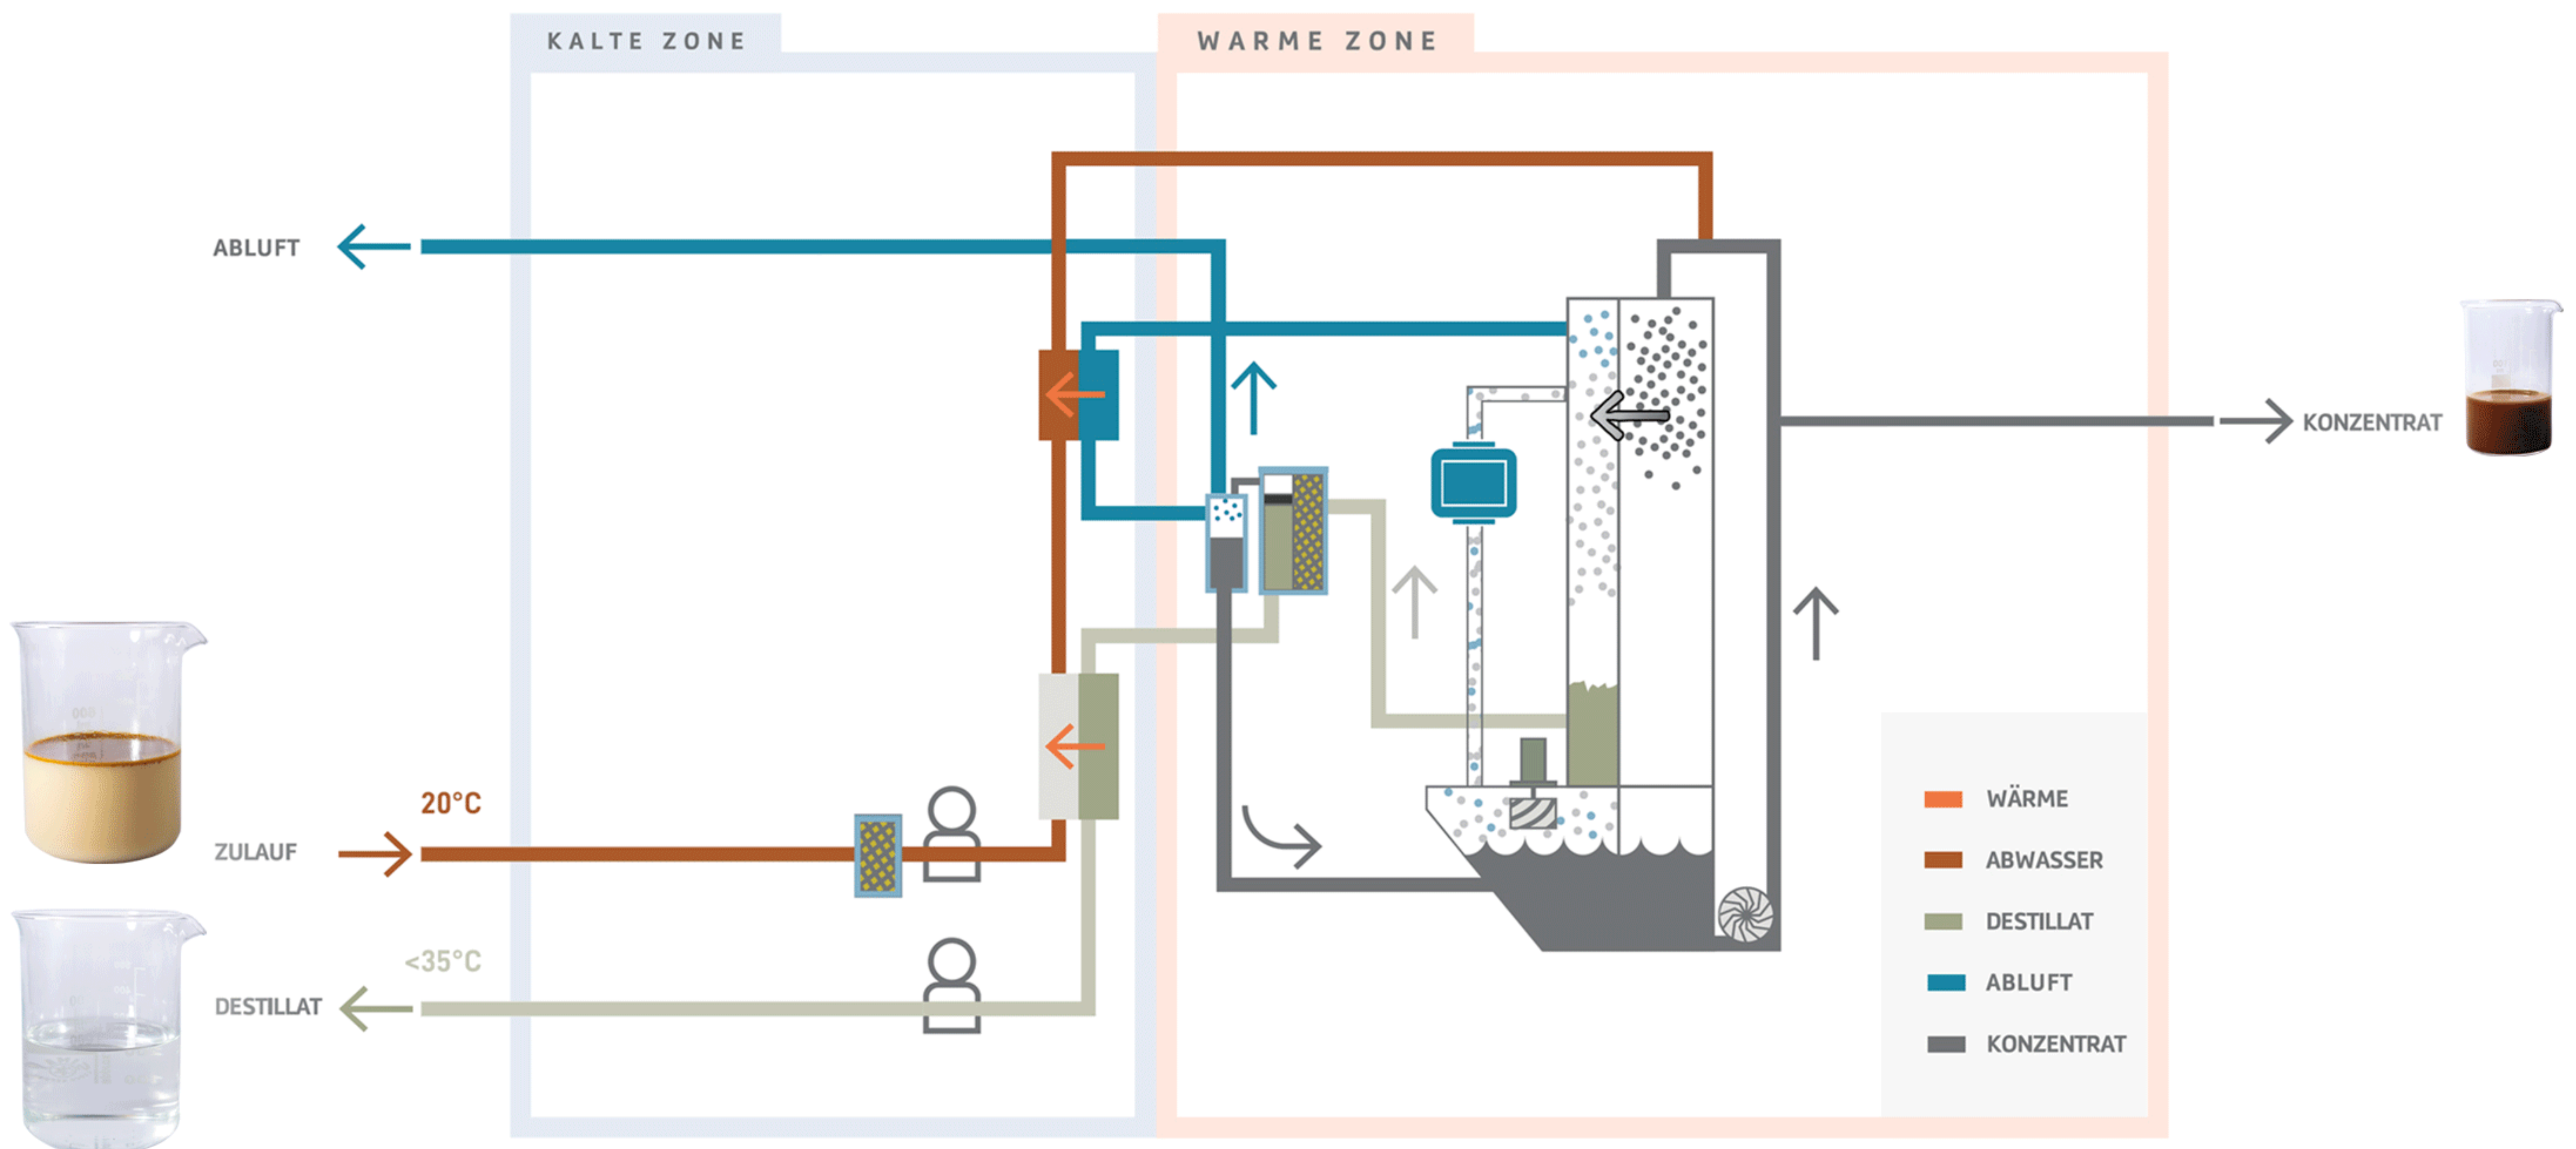 KALTE ZONE
WARME ZONE
ABLUFT
KONZENTRAT
20°C
ZULAUF
<35°C
DESTILLAT
WÄRME
ABWASSER
DESTILLAT
ABLUFT
KONZENTRAT